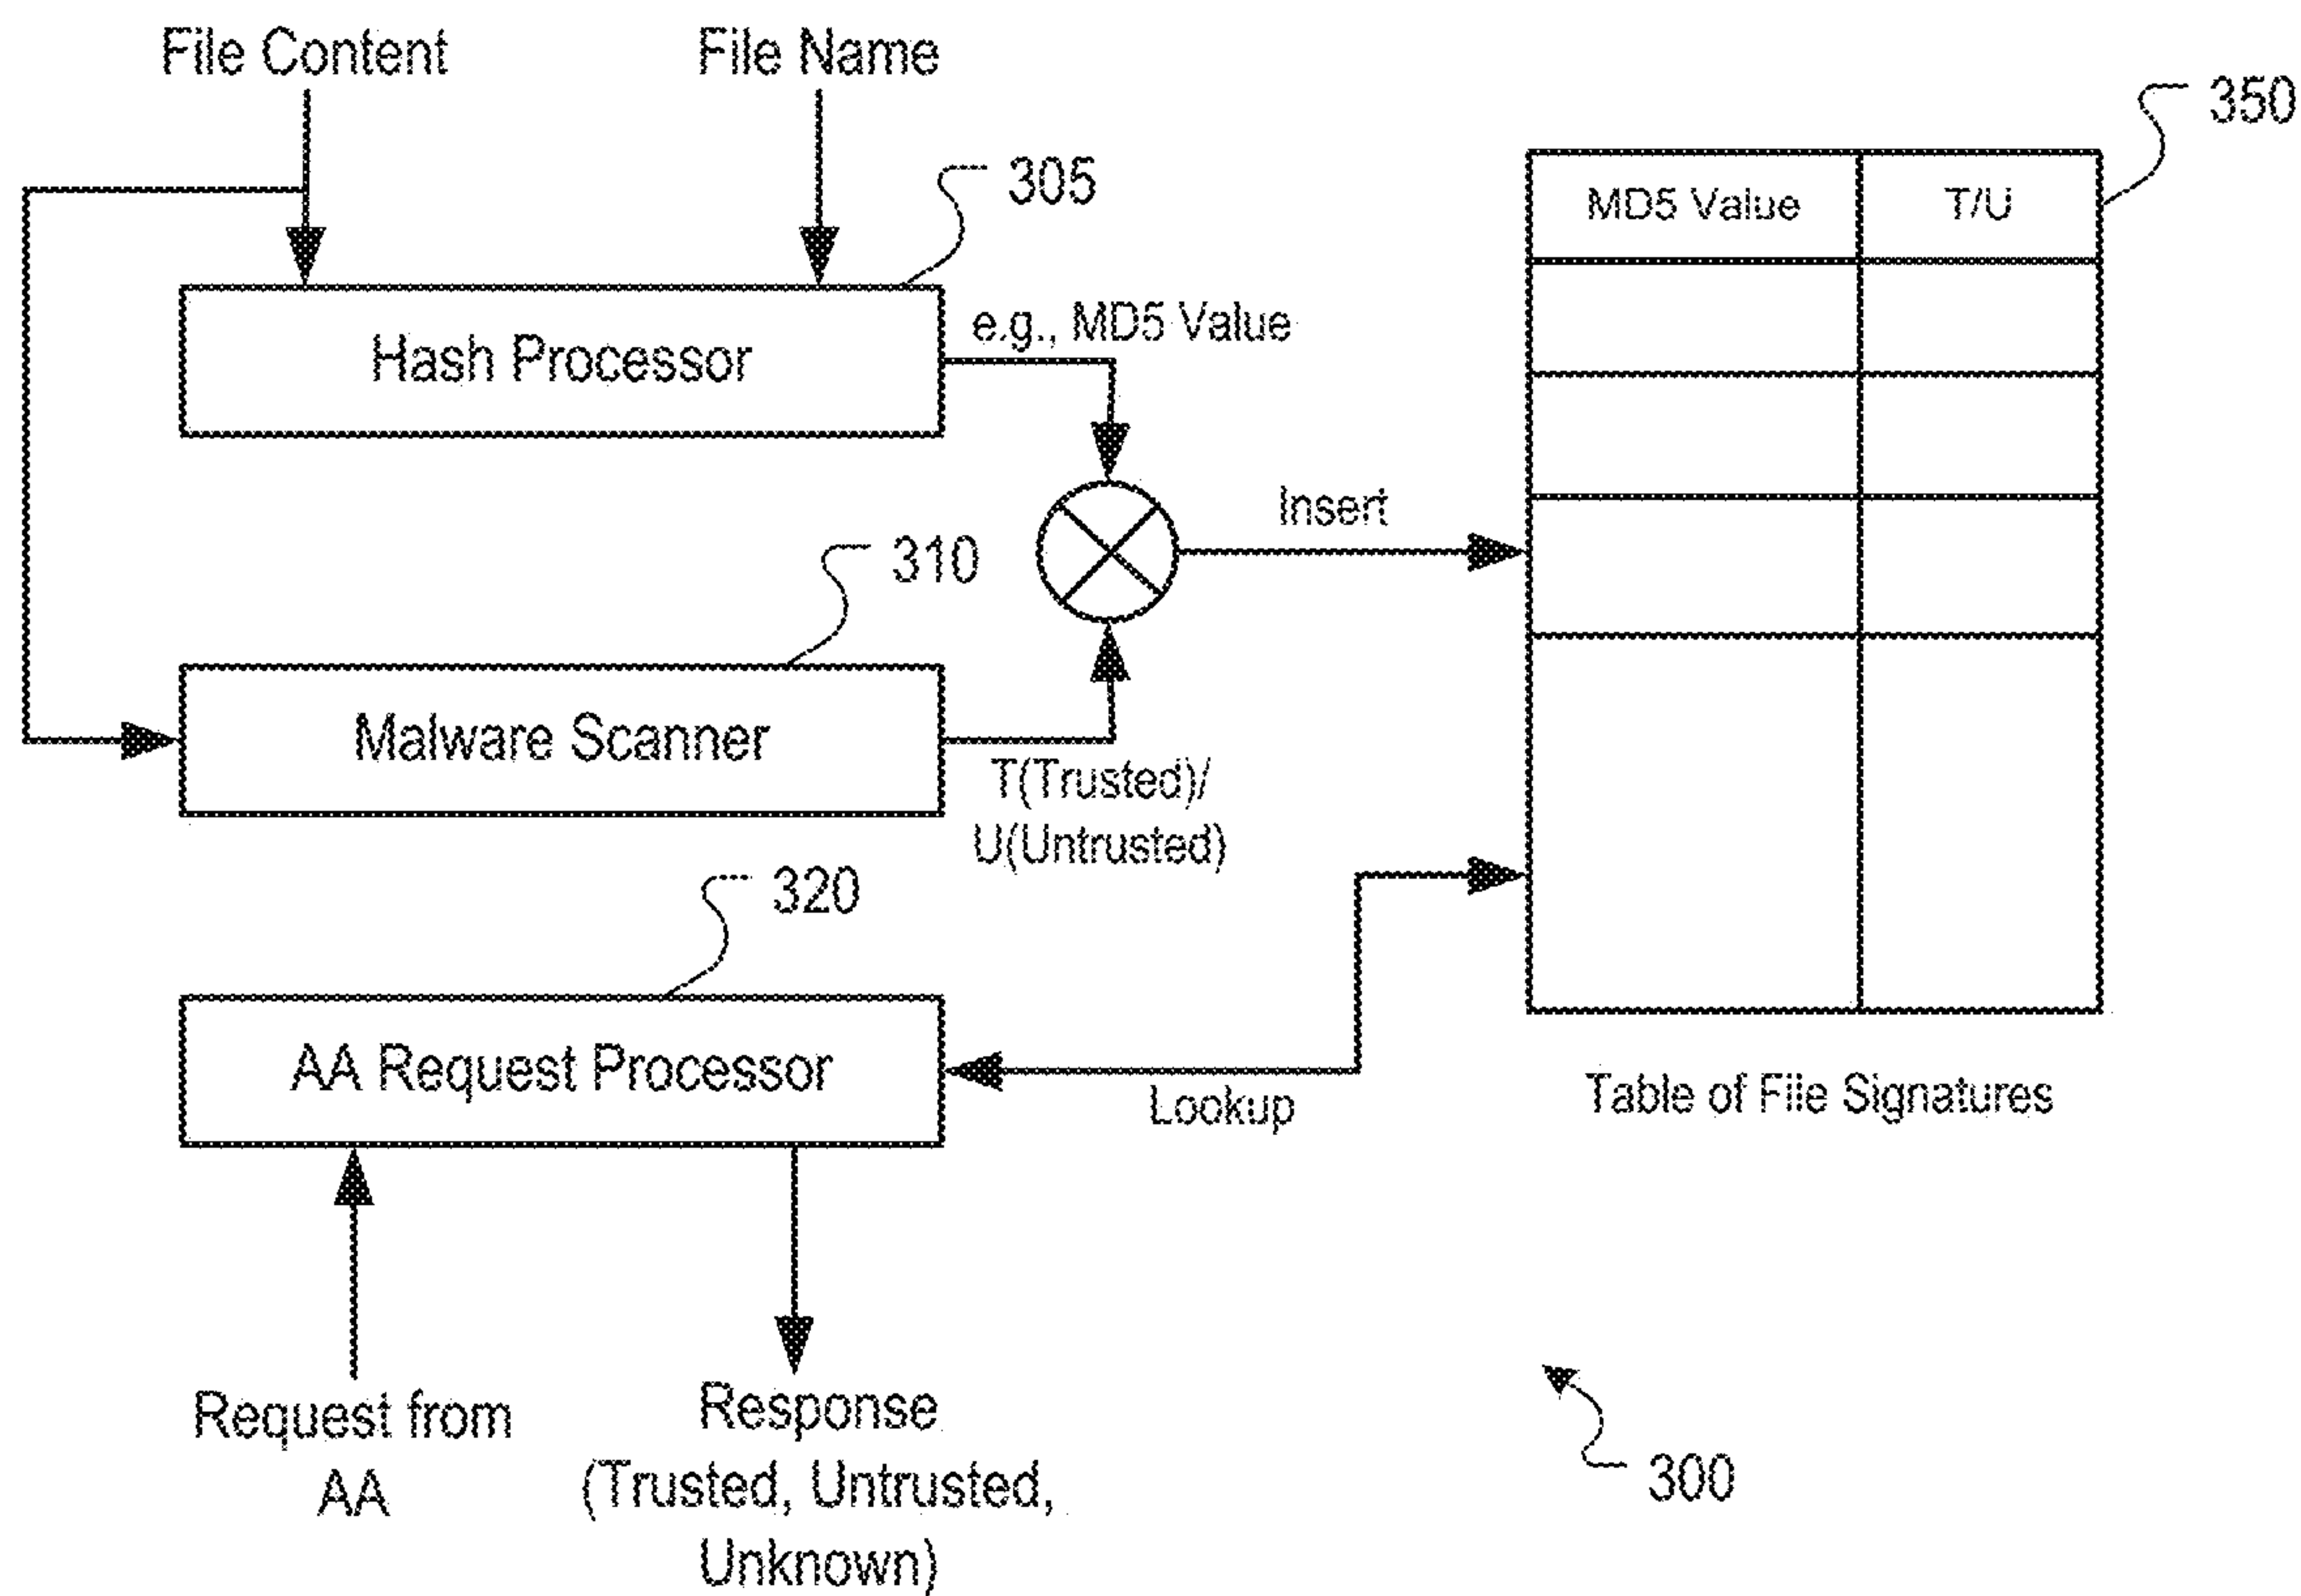 File Content
File Name
350
305
MD5 Value
T/U
Hash Processor
e.g., MD5 Value
Insert
310
Malware Scanner
T(Trusted)/
U(Untrusted)
320
AA Request Processor
Lookup
Table of File Signatures
Request from
AA
Response
(Trusted, Untrusted,
Unknown)
300